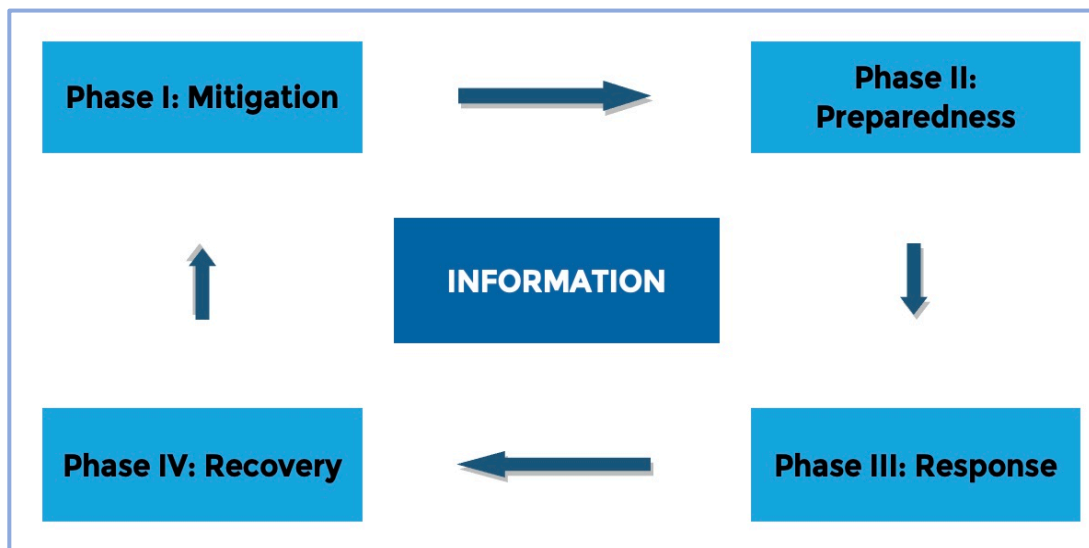 Phase I: Mitigation
Phase II:
Preparedness
INFORMATION
Phase IV: Recovery
Phase III: Response